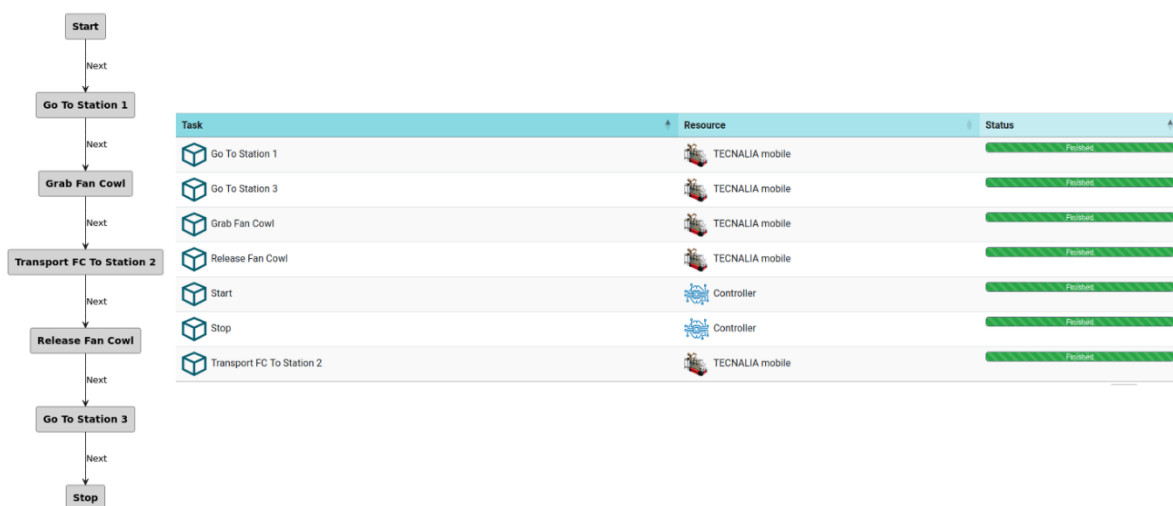 Start
Next
Go To Station 1
Next
Grab Fan Cowl
Next
Transport FC To Station 2
Next
Release Fan Cowl
Next
Go To Station 3
Next
Stop
Task Resource Status
Go To Station 1 TECNALIA mobile Finished
Go To Station 3 TECNALIA mobile Finished
Grab Fan Cowl TECNALIA mobile Finished
Release Fan Cowl TECNALIA mobile Finished
Start Controller Finished
Stop Controller Finished
Transport FC To Station 2 TECNALIA mobile Finished